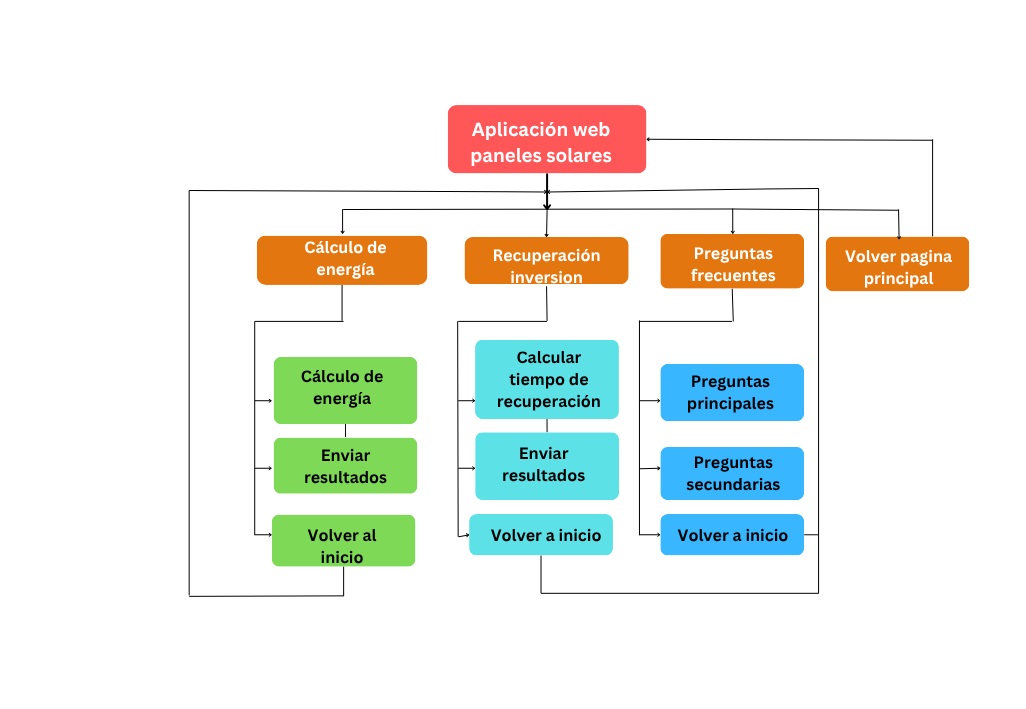 Aplicación web
paneles solares
Cálculo de
energía
Recuperación
inversion
Preguntas
frecuentes
Volver pagina
principal
Cálculo de
energía
Enviar
resultados
Volver al
inicio
Calcular
tiempo de
recuperación
Enviar
resultados
Volver a inicio
Preguntas
principales
Preguntas
secundarias
Volver a inicio